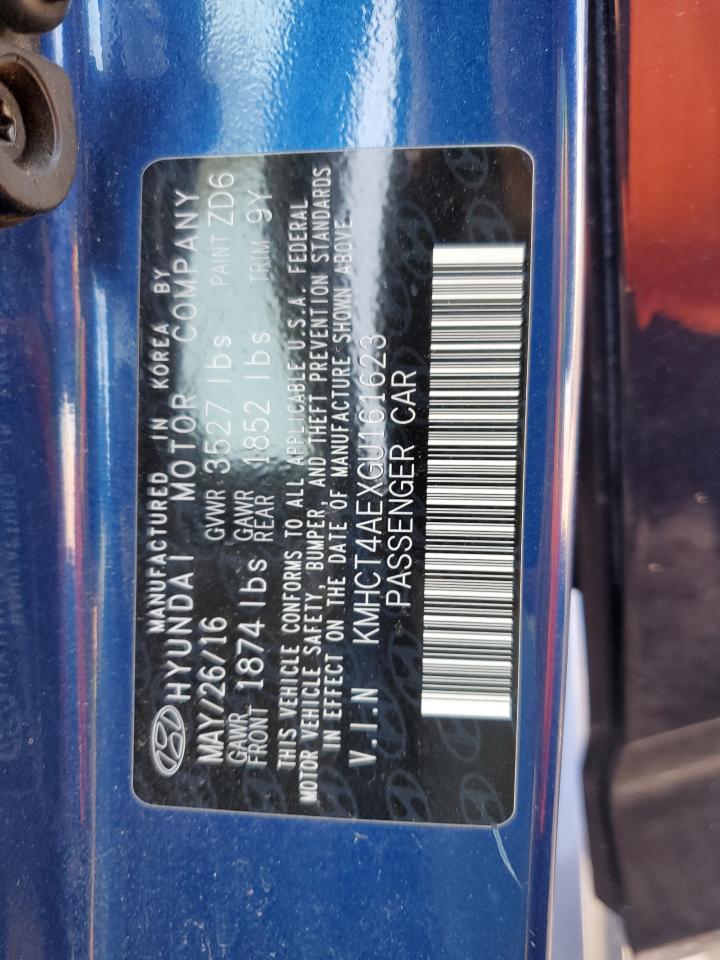 MANUFACTURED IN KOREA BY
HYUNDAI MOTOR COMPANY
MAY/26/16 GVWR 3527 lbs PAINT ZD6
GAWR FRONT 1874 lbs GAWR REAR 1852 lbs TRIM 9Y
THIS VEHICLE CONFORMS TO ALL APPLICABLE U.S.A. FEDERAL
MOTOR VEHICLE SAFETY, BUMPER, AND THEFT PREVENTION STANDARDS
IN EFFECT ON THE DATE OF MANUFACTURE SHOWN ABOVE.
V.I.N KMHCT4AEXGU161623
PASSENGER CAR